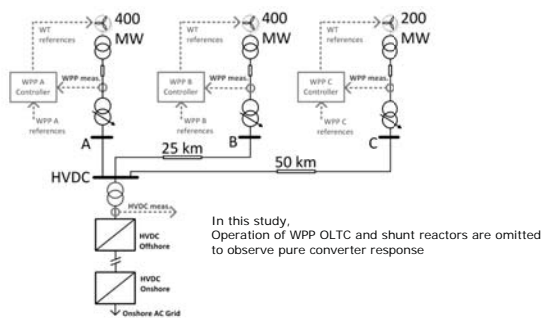 400
MW
400
MW
200
MW
WT
references
WT
references
WT
references
WPP A
Controller
WPP meas.
WPP B
Controller
WPP meas.
WPP C
Controller
WPP meas.
WPP A
references
WPP B
references
WPP C
references
A
B
C
25 km
50 km
HVDC
HVDC meas.
HVDC
Offshore
HVDC
Onshore
Onshore AC Grid
In this study,
Operation of WPP OLTC and shunt reactors are omitted
to observe pure converter response